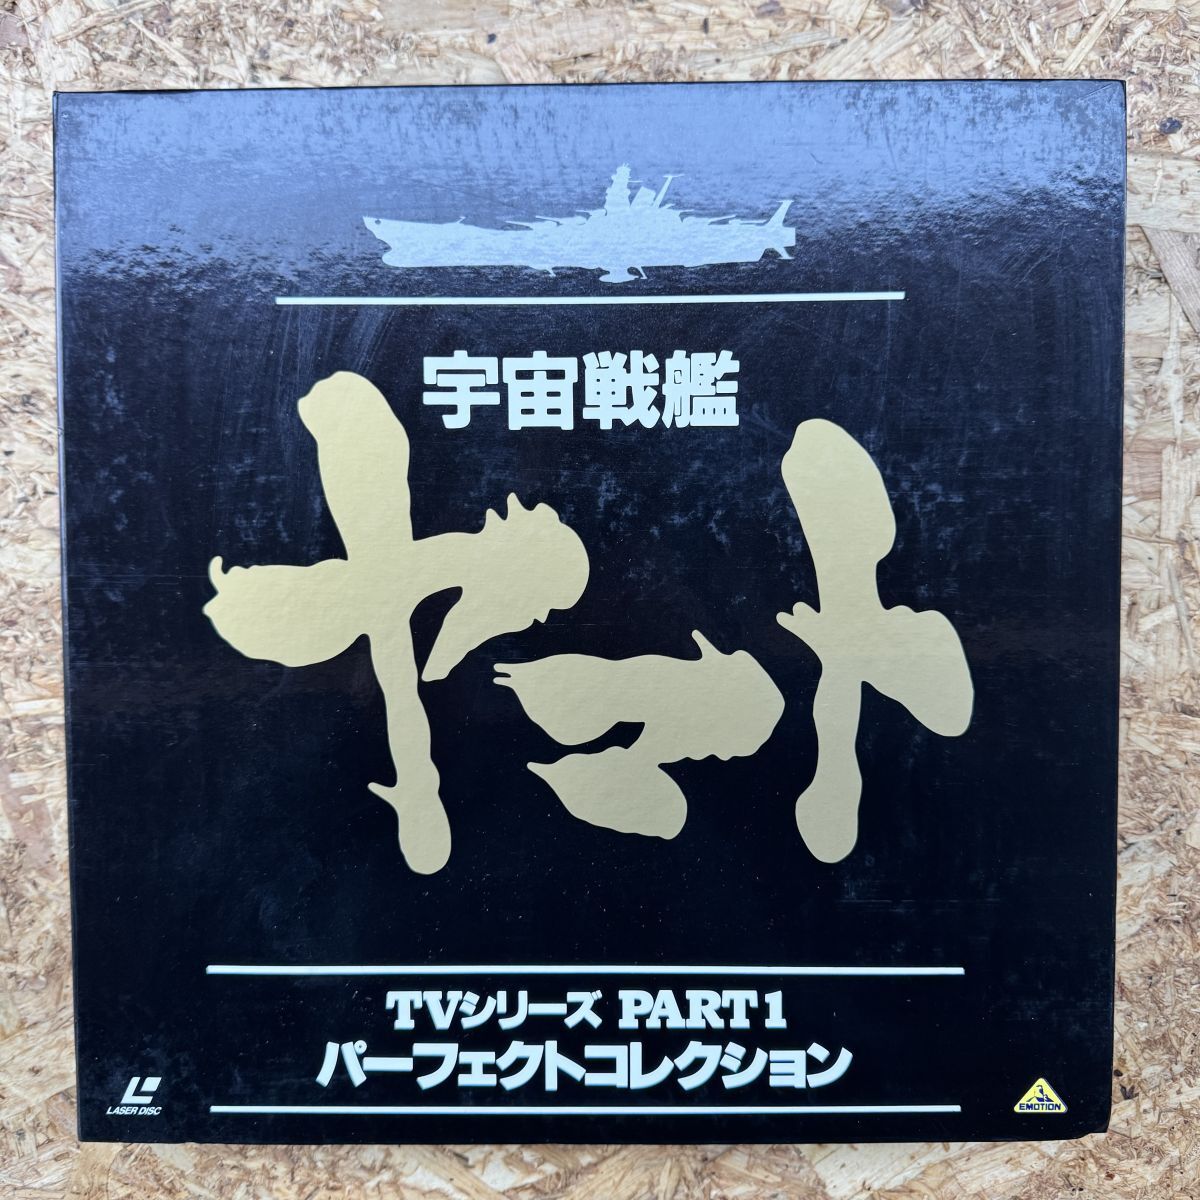 宇宙戦艦
ヤマト
TVシリーズ PART1
パーフェクトコレクション
LASER DISC
EMOTION